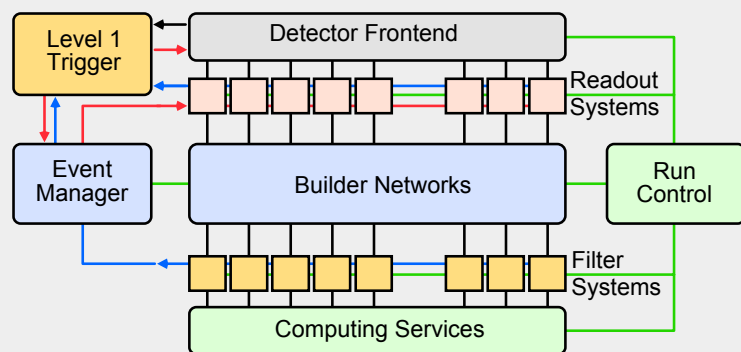 Level 1
Trigger
Detector Frontend
Readout
Systems
Event
Manager
Builder Networks
Run
Control
Filter
Systems
Computing Services